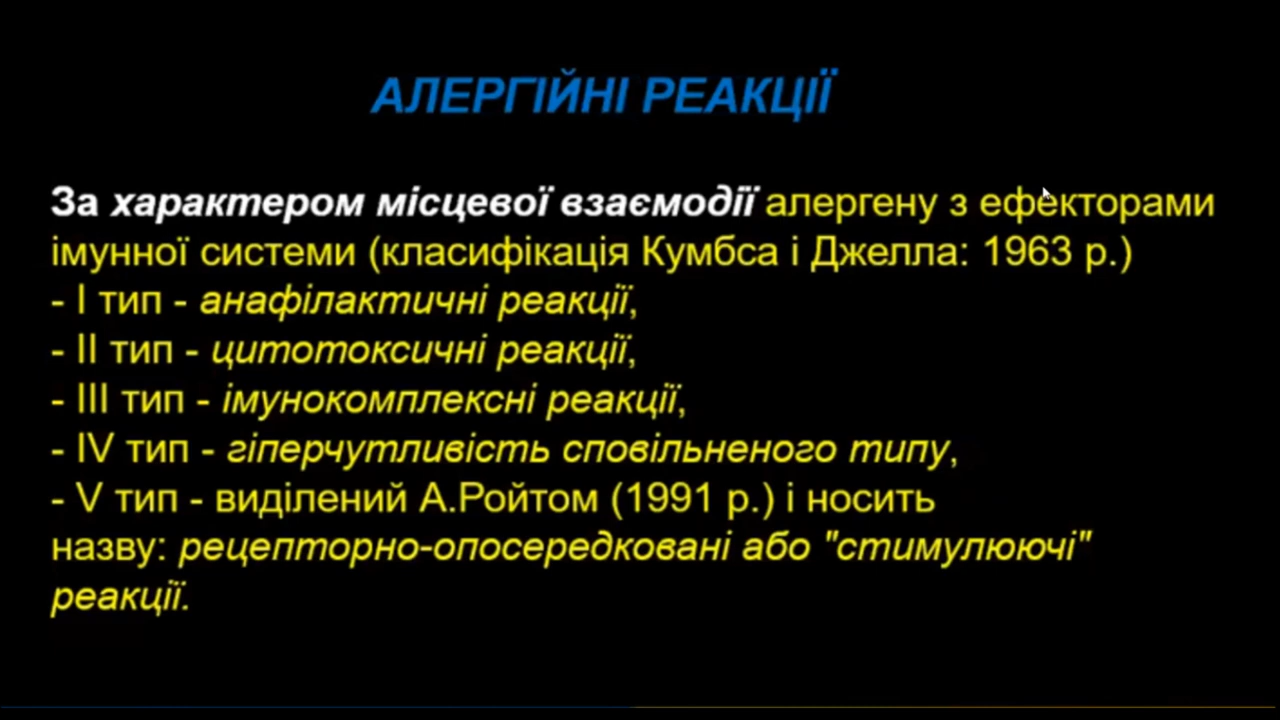 АЛЕРГІЙНІ РЕАКЦІЇ
За характером місцевої взаємодії алергену з ефекторами
імунної системи (класифікація Кумбса і Джелла: 1963 р.)
- I тип - анафілактичні реакції,
- II тип - цитотоксичні реакції,
- III тип - імунокомплексні реакції,
- IV тип - гіперчутливість сповільненого типу,
- V тип - виділений А.Ройтом (1991 р.) і носить
назву: рецепторно-опосередковані або "стимулюючі"
реакції.